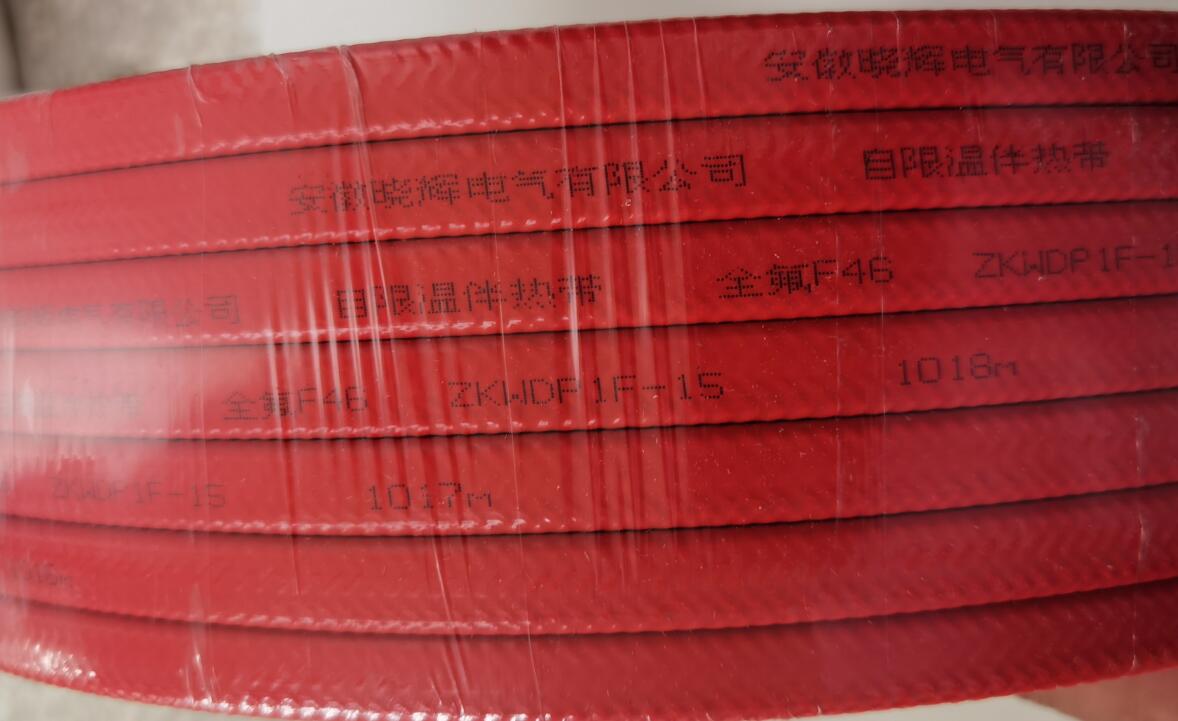 安徽晓辉电气有限公司
安徽晓辉电气有限公司 自限温伴热带
电气有限公司 自限温伴热带 全氟F46 ZKWDP1F-1
全氟F46 ZKWDP1F-15 1018m
ZKWDP1F-15 1017m